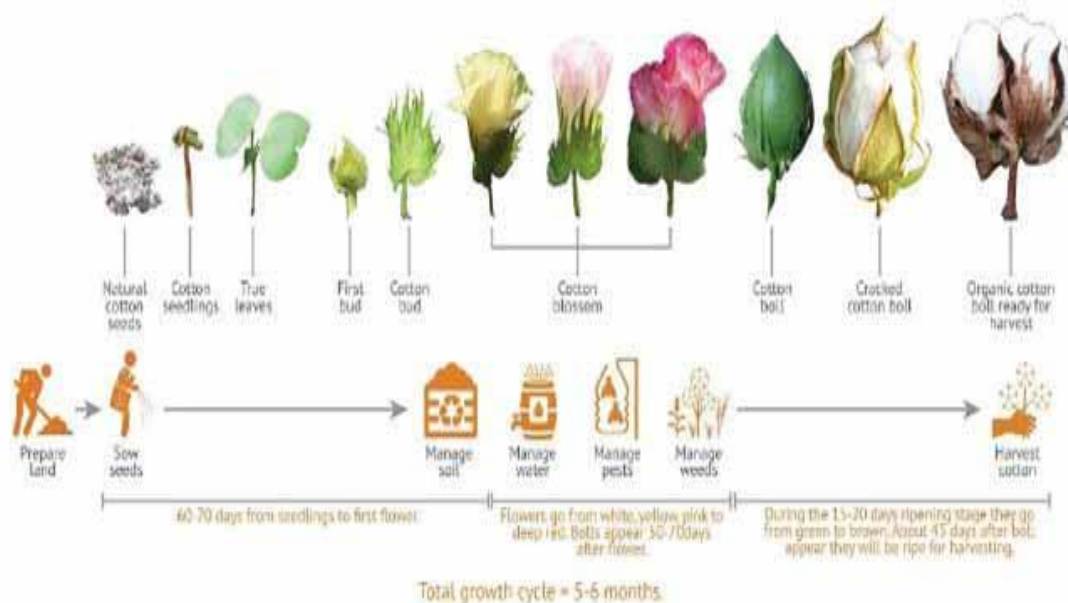 Natural
cotton
seeds
Cotton
seedlings
True
leaves
First
bud
Cotton
bud
Cotton
blossom
Cotton
boll
Cracked
cotton boll
Organic cotton
boll ready for
harvest
Prepare
land
Sow
seeds
Manage
soil
Manage
water
Manage
pests
Manage
weeds
Harvest
cotton
60-70 days from seedlings to first flower.
Flowers go from white, yellow, pink to
deep red. Bolls appear 50-70days
after flower.
During the 15-20 days ripening stage they go
from green to brown. About 45 days after boll
appear they will be ripe for harvesting.
Total growth cycle = 5-6 months.